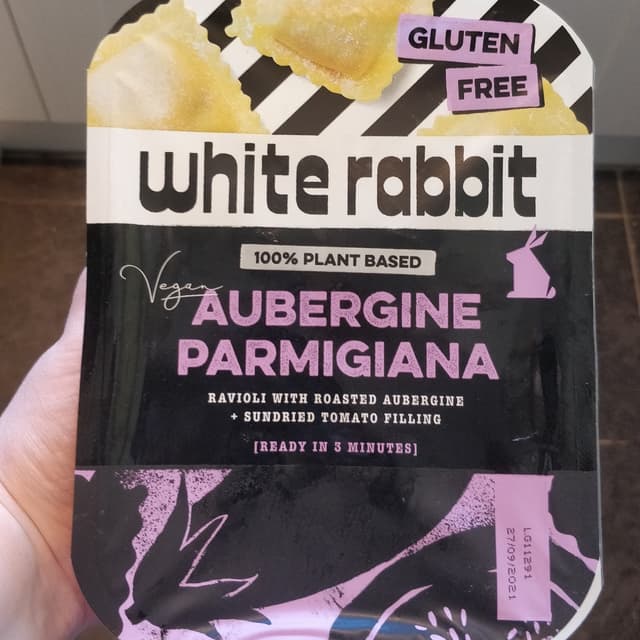 GLUTEN
FREE
white rabbit
100% PLANT BASED
Vegan
AUBERGINE
PARMIGIANA
RAVIOLI WITH ROASTED AUBERGINE
+ SUNDRIED TOMATO FILLING
[READY IN 3 MINUTES]
LG11291
27/09/2021